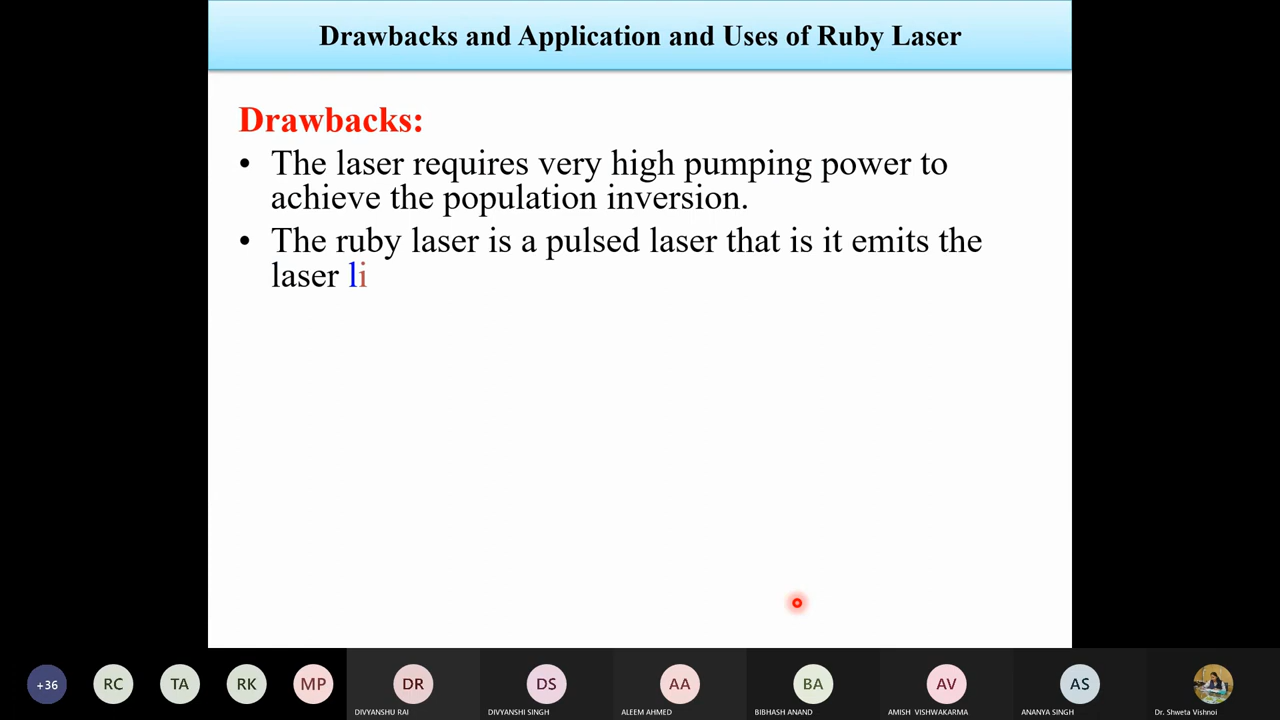 Drawbacks and Application and Uses of Ruby Laser
Drawbacks:
• The laser requires very high pumping power to
achieve the population inversion.
• The ruby laser is a pulsed laser that is it emits the
laser li
+36
RC
TA
RK
MP
DR
DIVYANSHU RAI
DS
DIVYANSHI SINGH
AA
ALEEM AHMED
BA
BIBHASH ANAND
AV
AMISH VISHWAKARMA
AS
ANANYA SINGH
Dr. Shweta Vishnoi